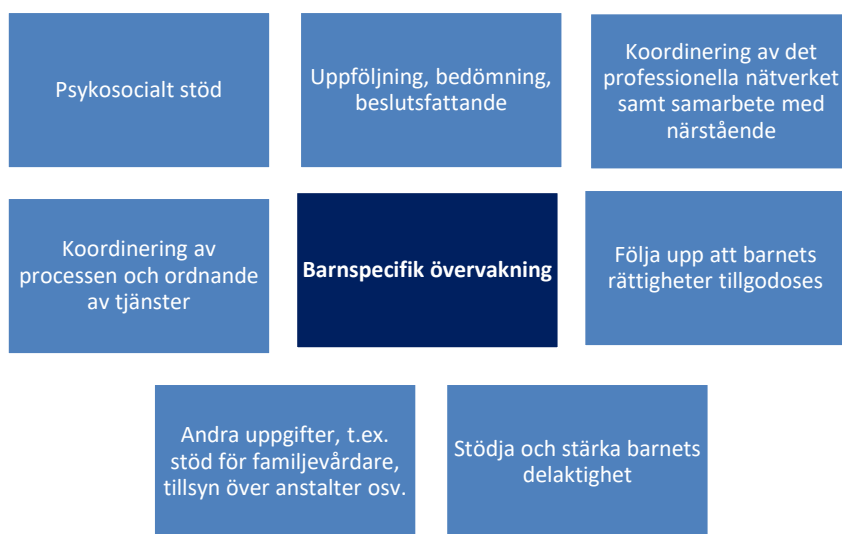 Psykosocialt stöd
Uppföljning, bedömning,
beslutsfattande
Koordinering av det
professionella nätverket
samt samarbete med
närstående
Koordinering av
processen och ordnande
av tjänster
Barnspecifik övervakning
Följa upp att barnets
rättigheter tillgodoses
Andra uppgifter, t.ex.
stöd för familjevårdare,
tillsyn över anstalter osv.
Stödja och stärka barnets
delaktighet